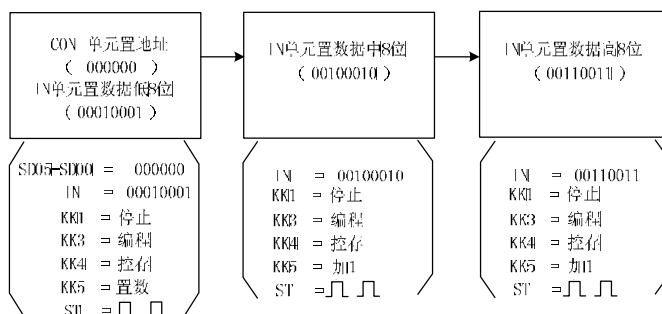 CON 单元置地址
( 000000 )
IN单元置数据低8位
(00010001)
IN单元置数据中8位
(00100010)
IN单元置数据高8位
(00110011)
SD05-SD00 = 000000
IN = 00010001
KK1 = 停止
KK3 = 编程
KK4 = 控存
KK5 = 置数
ST =
IN = 00100010
KK1 = 停止
KK3 = 编程
KK4 = 控存
KK5 = 加1
ST =
IN = 00110011
KK1 = 停止
KK3 = 编程
KK4 = 控存
KK5 = 加1
ST =